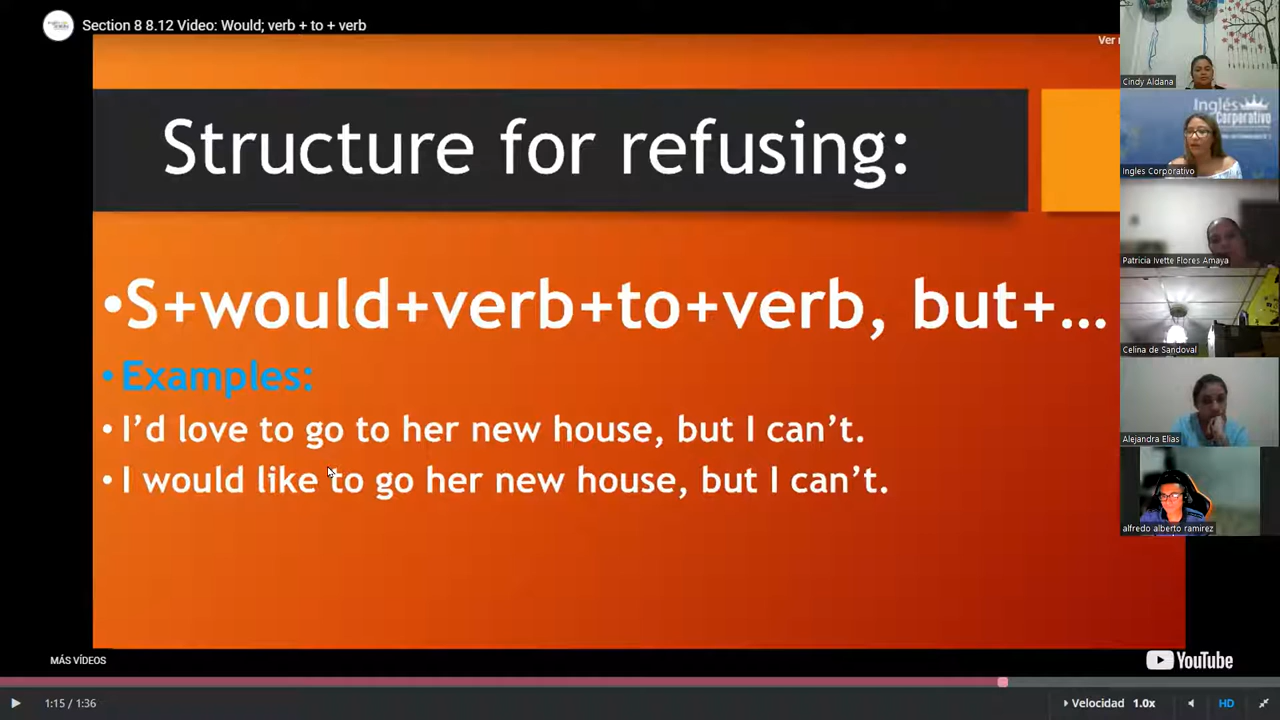 Section 8 8.12 Video: Would; verb + to + verb
Ver
Structure for refusing:
•S+would+verb+to+verb, but+...
• Examples:
• I'd love to go to her new house, but I can't.
• I would like to go her new house, but I can't.
MÁS VÍDEOS
YouTube
1:15 / 1:36
Velocidad 1.0x
HD
Cindy Aldana
Inglés
Corporativo
Ingles Corporativo
Patricia Ivette Flores Amaya
Celina de Sandoval
Alejandra Elias
alfredo alberto ramirez